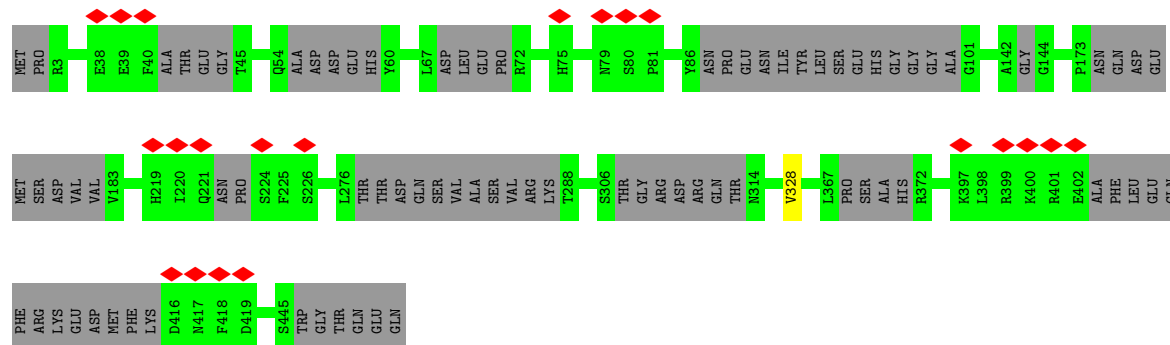 MET PRO R3 E38 E39 F40 ALA THR GLU GLY T45 Q54 ALA ASP ASP GLU HIS Y60 L67 ASP LEU GLU PRO R72 H75 N79 S80 P81 Y86 ASN PRO GLU ASN ILE TYR LEU SER GLU HIS GLY GLY GLY ALA G101 A142 GLY G144 P173 ASN GLN ASP GLU
MET SER ASP VAL VAL V183 H219 I220 Q221 ASN PRO S224 F225 S226 L276 THR THR ASP GLN SER VAL ALA SER VAL ARG LYS T288 S306 THR GLY ARG ASP ARG GLN THR N314 V328 L367 PRO SER ALA HIS R372 K397 L398 R399 K400 R401 E402 ALA PHE LEU GLU GLN
PHE ARG LYS GLU ASP MET PHE LYS D416 N417 F418 D419 S445 TRP GLY THR GLN GLU GLN